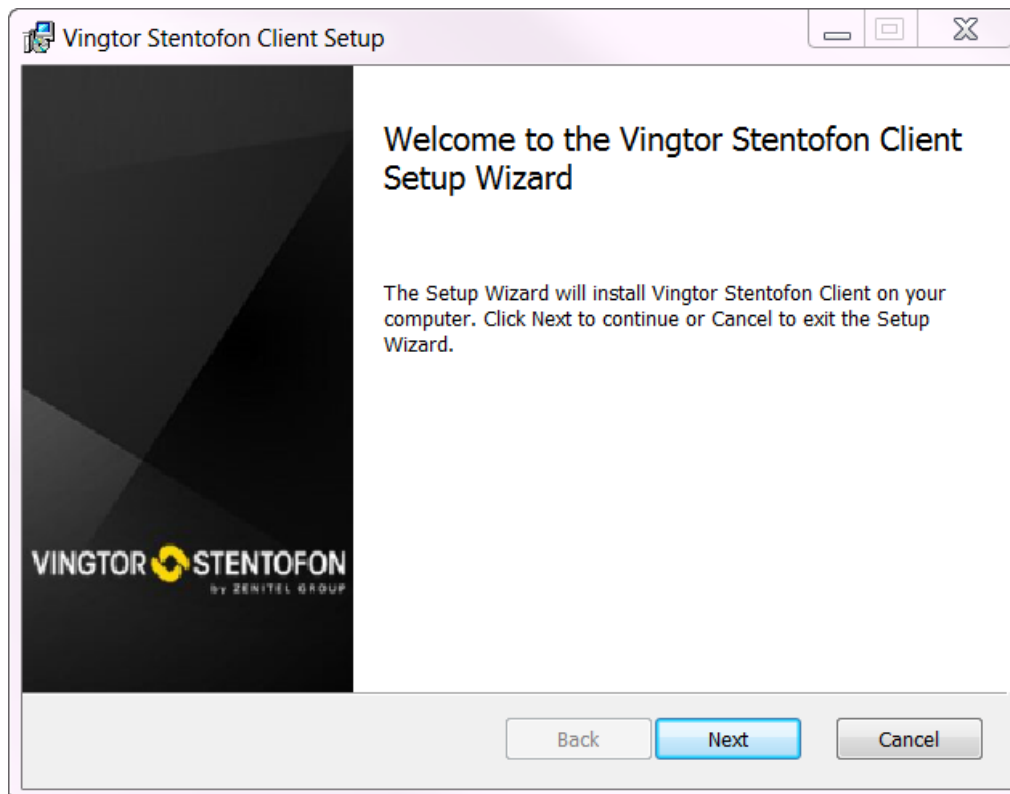 Vingtor Stentofon Client Setup
Welcome to the Vingtor Stentofon Client
Setup Wizard
The Setup Wizard will install Vingtor Stentofon Client on your
computer. Click Next to continue or Cancel to exit the Setup
Wizard.
VINGTOR STENTOFON
by ZENITEL GROUP
Back Next Cancel